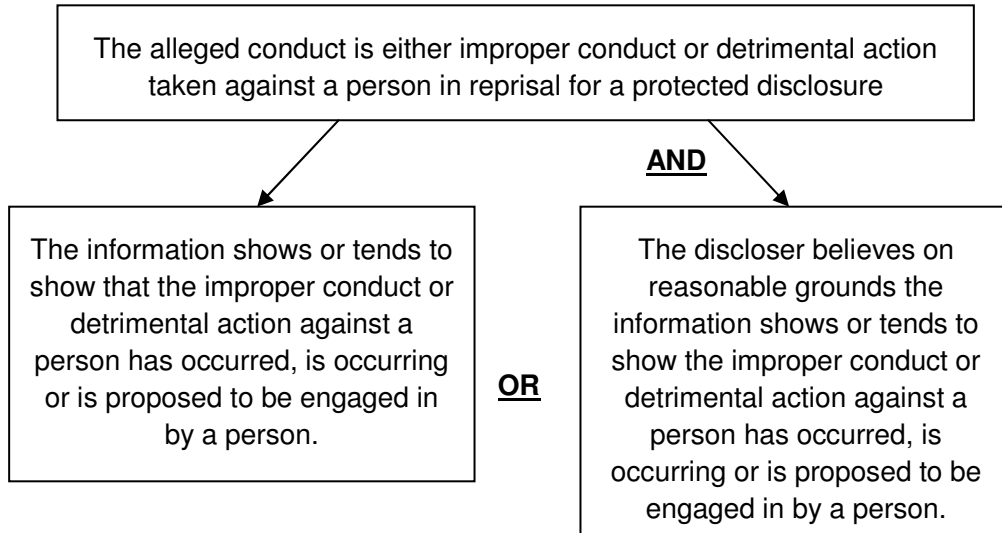 The alleged conduct is either improper conduct or detrimental action
taken against a person in reprisal for a protected disclosure
AND
The information shows or tends to
show that the improper conduct or
detrimental action against a
person has occurred, is occurring
or is proposed to be engaged in
by a person.
OR
The discloser believes on
reasonable grounds the
information shows or tends to
show the improper conduct or
detrimental action against a
person has occurred, is
occurring or is proposed to be
engaged in by a person.